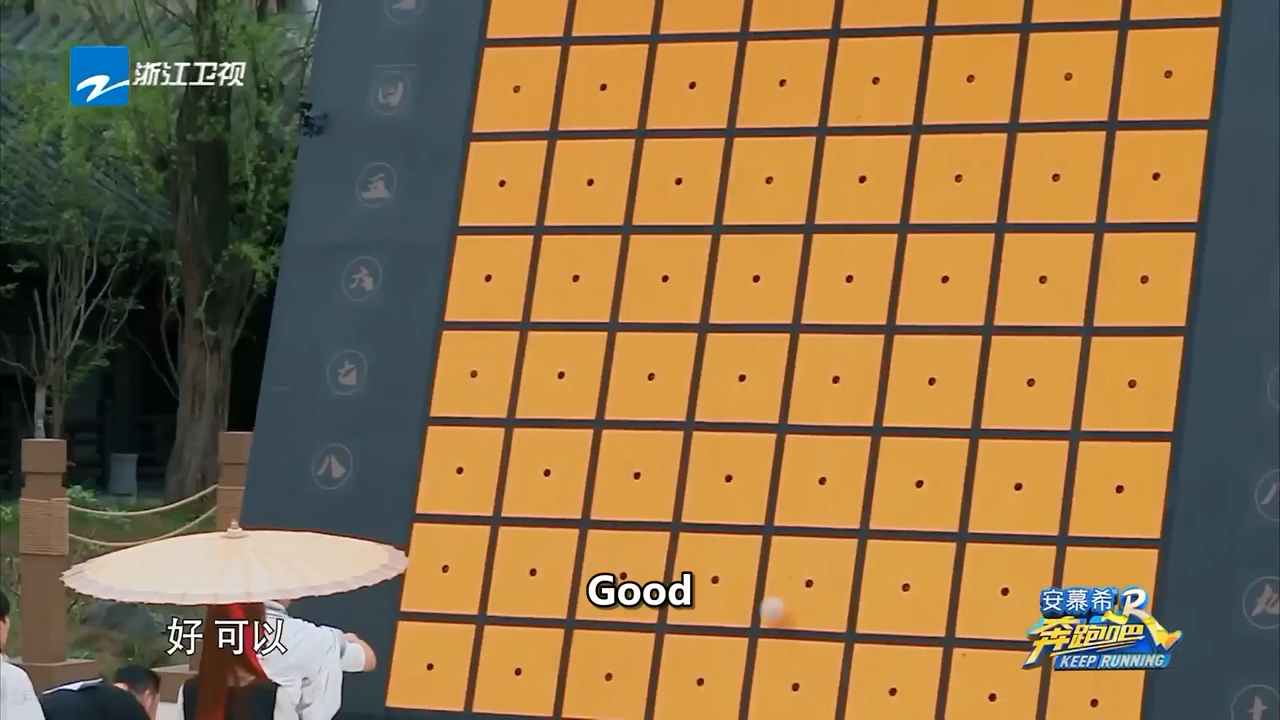 浙江卫视
四
五
六
七
八
Good
好 可以
安慕希
奔跑吧
KEEP RUNNING